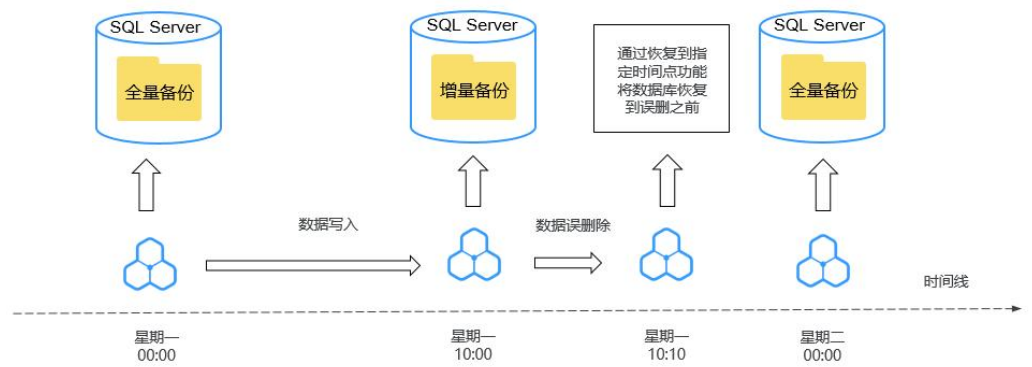 SQL Server
全量备份
SQL Server
增量备份
通过恢复到指
定时间点功能
将数据库恢复
到误删之前
SQL Server
全量备份
数据写入
数据误删除
时间线
星期一
00:00
星期一
10:00
星期一
10:10
星期二
00:00